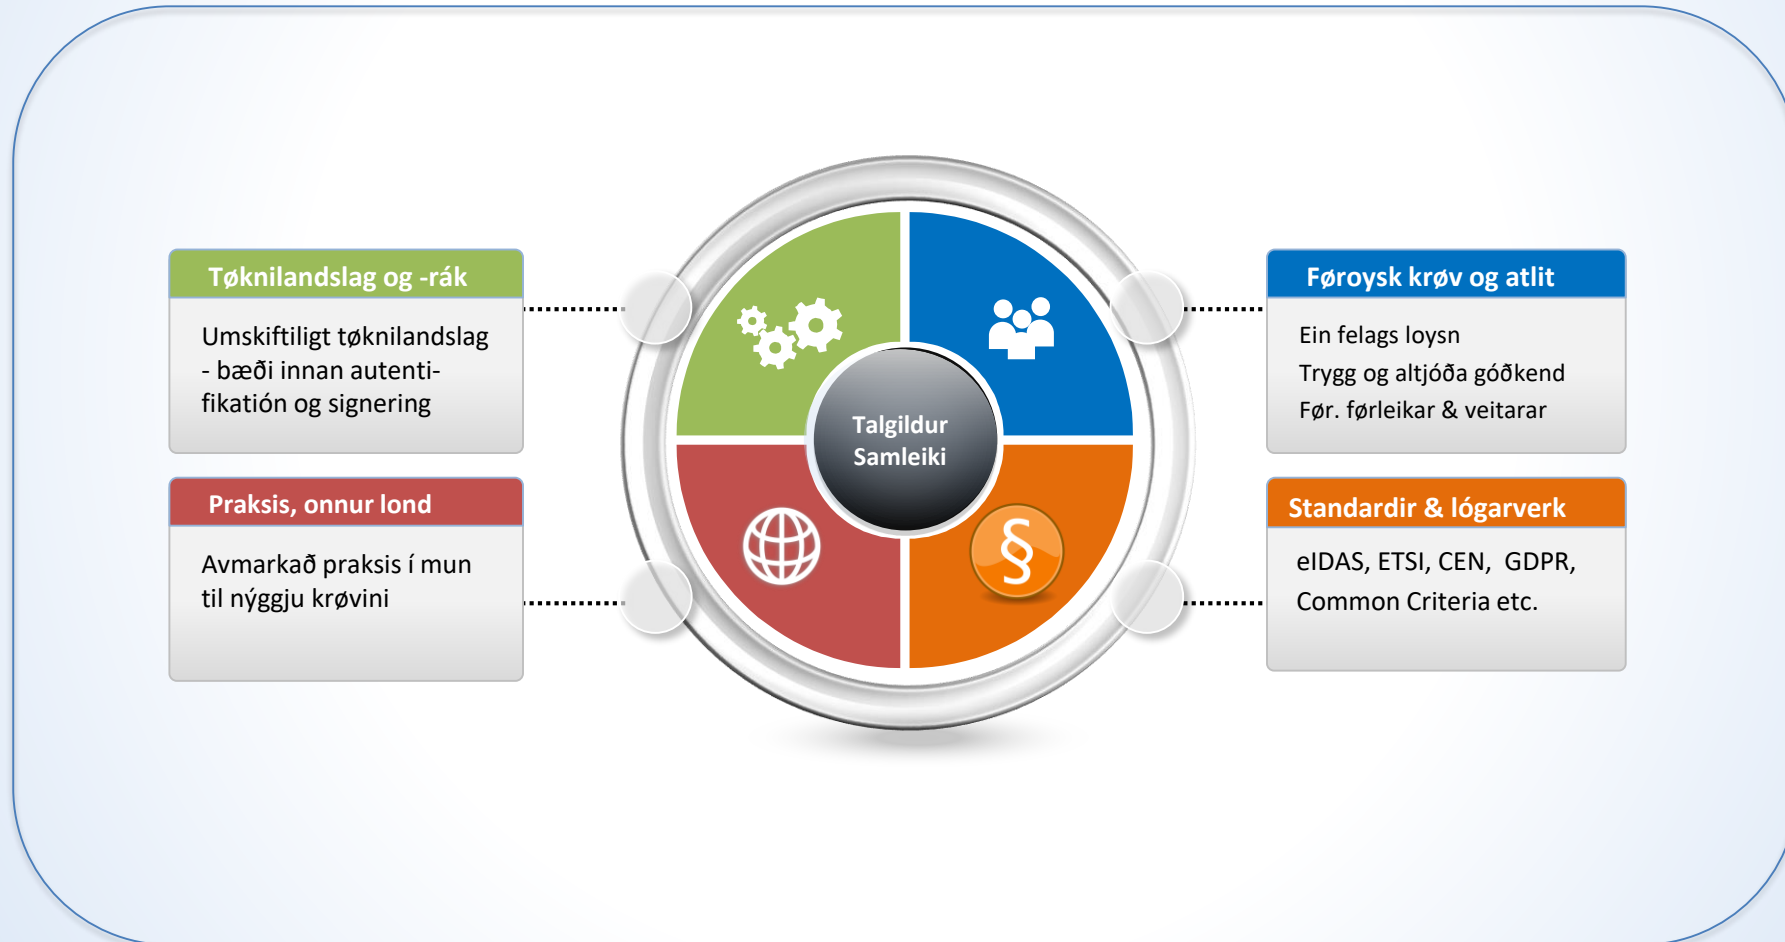 Tøknilandslag og -rák
Umskiftiligt tøknilandslag
- bæði innan autenti-
fikatión og signering
Praksis, onnur lond
Avmarkað praksis í mun
til nýggju krøvini
Talgildur
Samleiki
§
Føroysk krøv og atlit
Ein felags loysn
Trygg og altjóða góðkend
Før. førleikar & veitarar
Standardir & lógarverk
eIDAS, ETSI, CEN, GDPR,
Common Criteria etc.